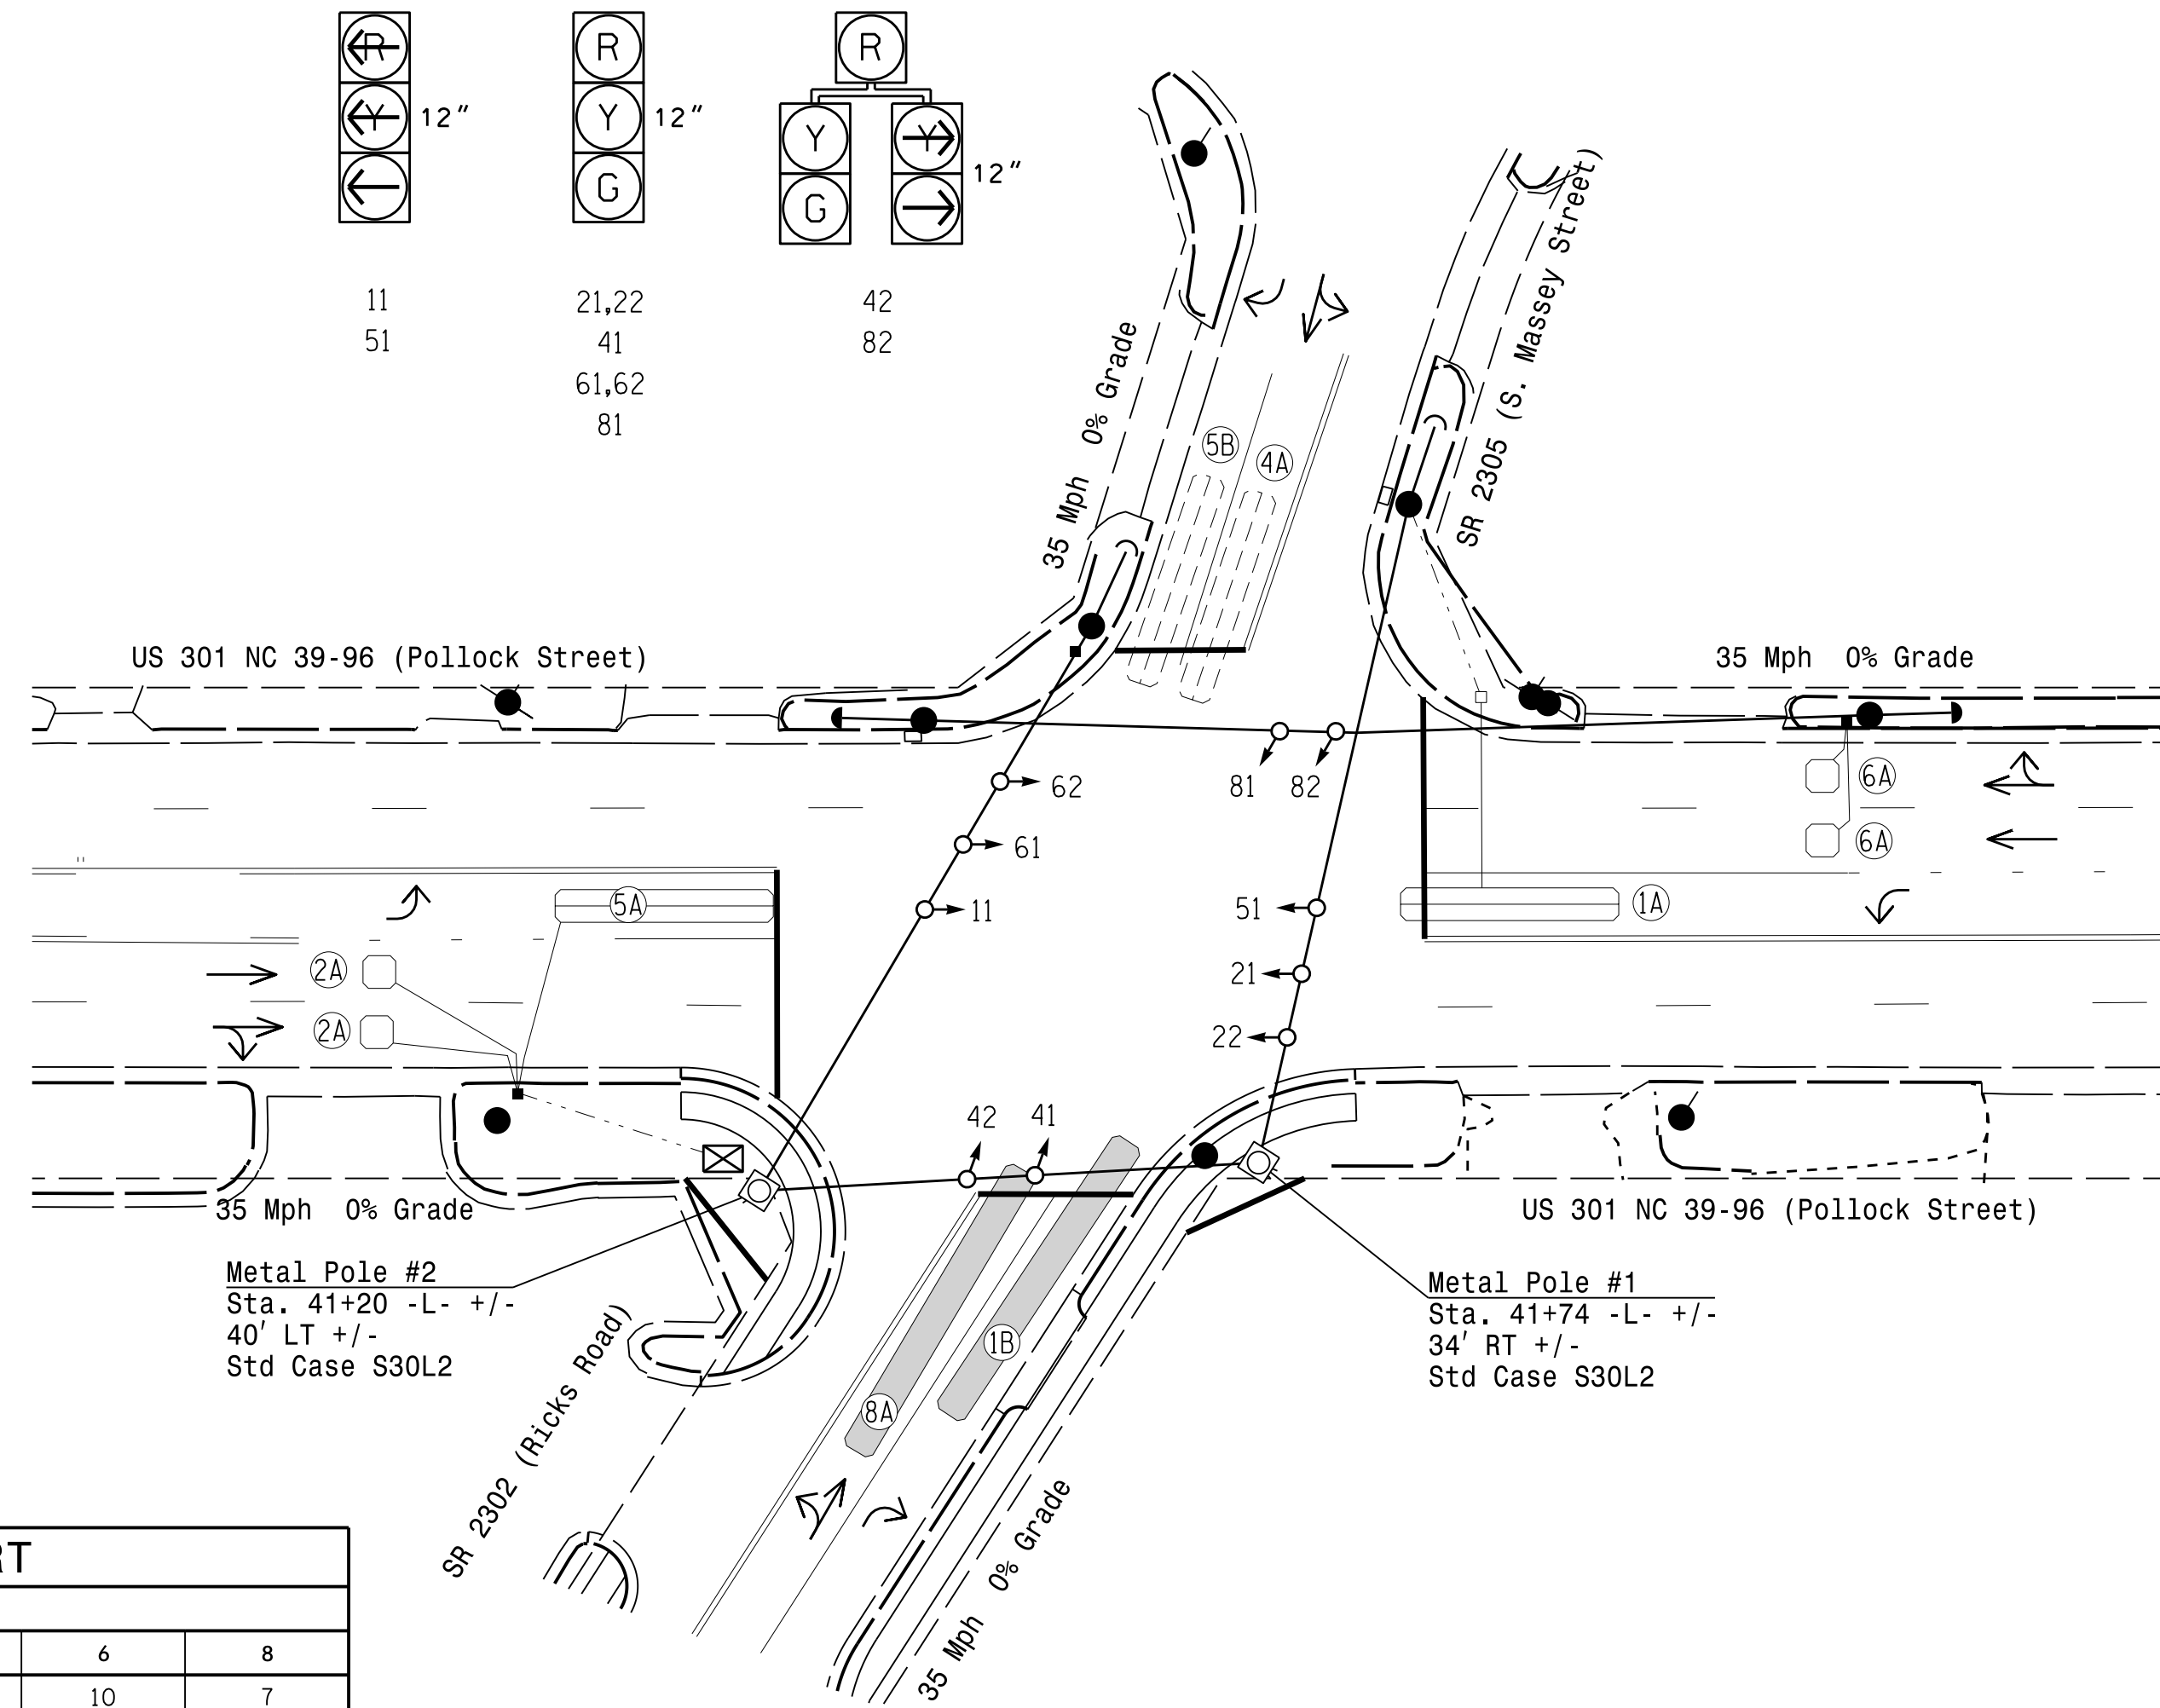 R R R
Y 12" Y 12" Y Y 12"
G G
11 21,22 42
51 41 82
61,62
81
35 Mph 0% Grade
SR 2305 (S. Massey Street)
5B 4A
US 301 NC 39-96 (Pollock Street)
35 Mph 0% Grade
62 81 82 6A
61 6A
5A 11 51 1A
2A 21
2A 22
42 41
35 Mph 0% Grade
US 301 NC 39-96 (Pollock Street)
Metal Pole #2
Sta. 41+20 -L- +/-
40' LT +/-
Std Case S30L2
Metal Pole #1
Sta. 41+74 -L- +/-
34' RT +/-
Std Case S30L2
1B
8A
SR 2302 (Ricks Road)
35 Mph 0% Grade
RT
6 8
10 7